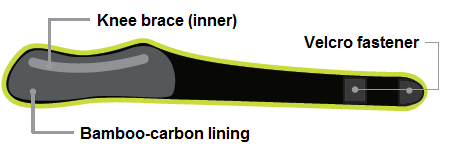 Knee brace (inner)
Velcro fastener
Bamboo-carbon lining